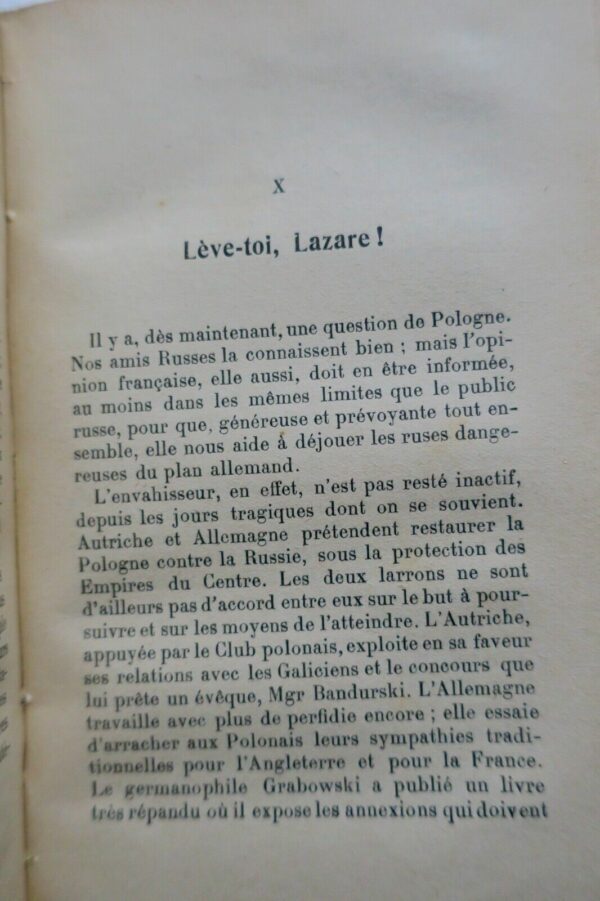 X
Lève-toi, Lazare !
Il y a, dès maintenant, une question de Pologne.
Nos amis Russes la connaissent bien ; mais l'opi-
nion française, elle aussi, doit en être informée,
au moins dans les mêmes limites que le public
russe, pour que, généreuse et prévoyante tout en-
semble, elle nous aide à déjouer les ruses dange-
reuses du plan allemand.
L'envahisseur, en effet, n'est pas resté inactif,
depuis les jours tragiques dont on se souvient.
Autriche et Allemagne prétendent restaurer la
Pologne contre la Russie, sous la protection des
Empires du Centre. Les deux larrons ne sont
d'ailleurs pas d'accord entre eux sur le but à pour-
suivre et sur les moyens de l'atteindre. L'Autriche,
appuyée par le Club polonais, exploite en sa faveur
ses relations avec les Galiciens et le concours que
lui prête un évêque, Mgr Bandurski. L'Allemagne
travaille avec plus de perfidie encore ; elle essaie
d'arracher aux Polonais leurs sympathies tradi-
tionnelles pour l'Angleterre et pour la France.
Le germanophile Grabowski a publié un livre
très répandu où il expose les annexions qui doivent